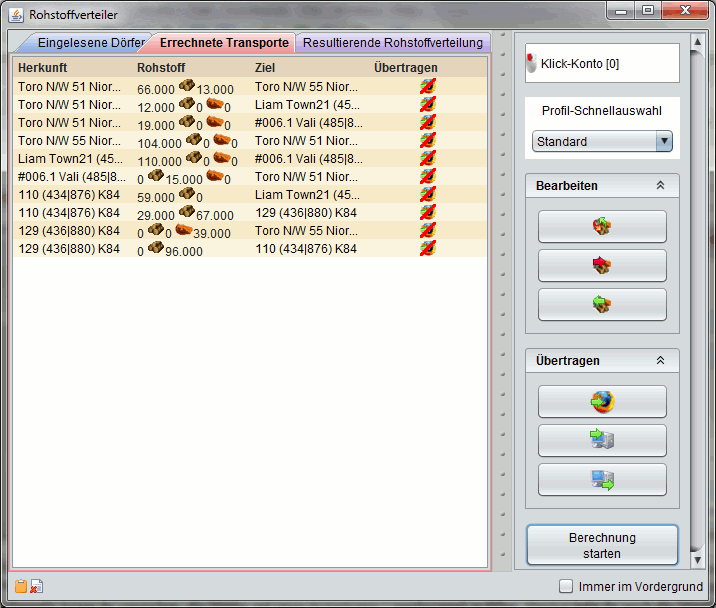 Rohstoffverteiler
Eingelesene Dörfer
Errechnete Transporte
Resultierende Rohstoffverteilung
Herkunft Rohstoff Ziel Übertragen
Toro N/W 51 Nior... 66.000 13.000 Toro N/W 55 Nior...
Toro N/W 51 Nior... 12.000 0 0 Liam Town21 (45...
Toro N/W 51 Nior... 19.000 0 0 #006.1 Vali (485|8...
Toro N/W 55 Nior... 104.000 0 0 Toro N/W 51 Nior...
Liam Town21 (45... 110.000 0 0 #006.1 Vali (485|8...
#006.1 Vali (485|8... 0 15.000 0 Toro N/W 51 Nior...
110 (434|876) K84 59.000 0 Liam Town21 (45...
110 (434|876) K84 29.000 67.000 129 (436|880) K84
129 (436|880) K84 0 0 39.000 Toro N/W 55 Nior...
129 (436|880) K84 0 96.000 110 (434|876) K84
Klick-Konto [0]
Profil-Schnellauswahl
Standard
Bearbeiten
Übertragen
Berechnung
starten
Immer im Vordergrund